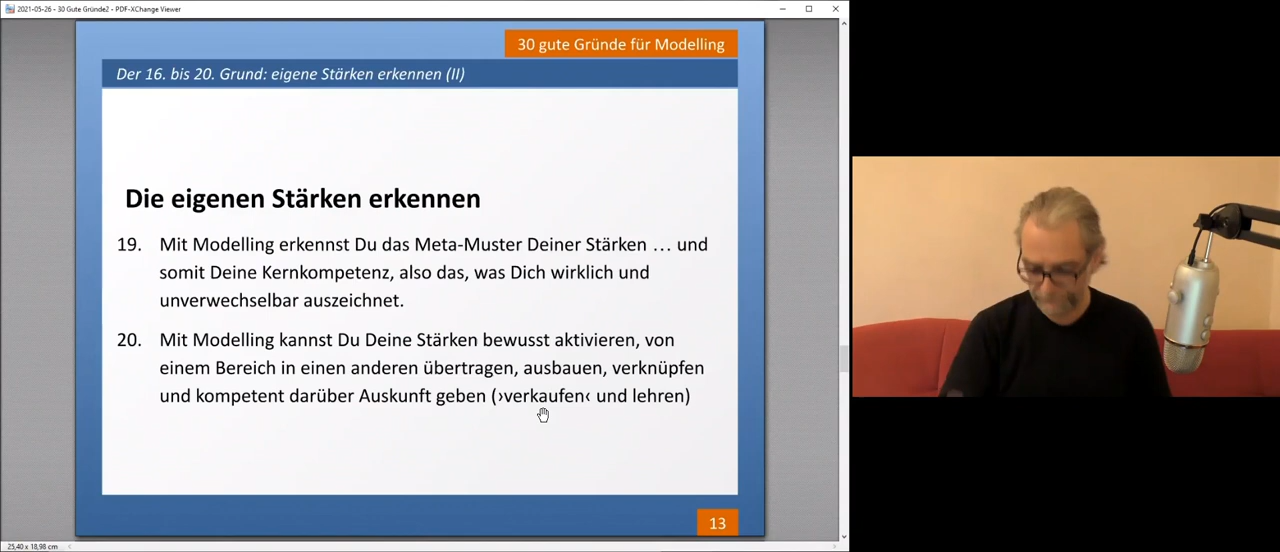 2021-05-26 - 30 Gute Gründe2 - PDF-XChange Viewer
30 gute Gründe für Modelling
Der 16. bis 20. Grund: eigene Stärken erkennen (II)
Die eigenen Stärken erkennen
19. Mit Modelling erkennst Du das Meta-Muster Deiner Stärken … und
somit Deine Kernkompetenz, also das, was Dich wirklich und
unverwechselbar auszeichnet.
20. Mit Modelling kannst Du Deine Stärken bewusst aktivieren, von
einem Bereich in einen anderen übertragen, ausbauen, verknüpfen
und kompetent darüber Auskunft geben (›verkaufen‹ und lehren)
13
25,40 x 18,98 cm